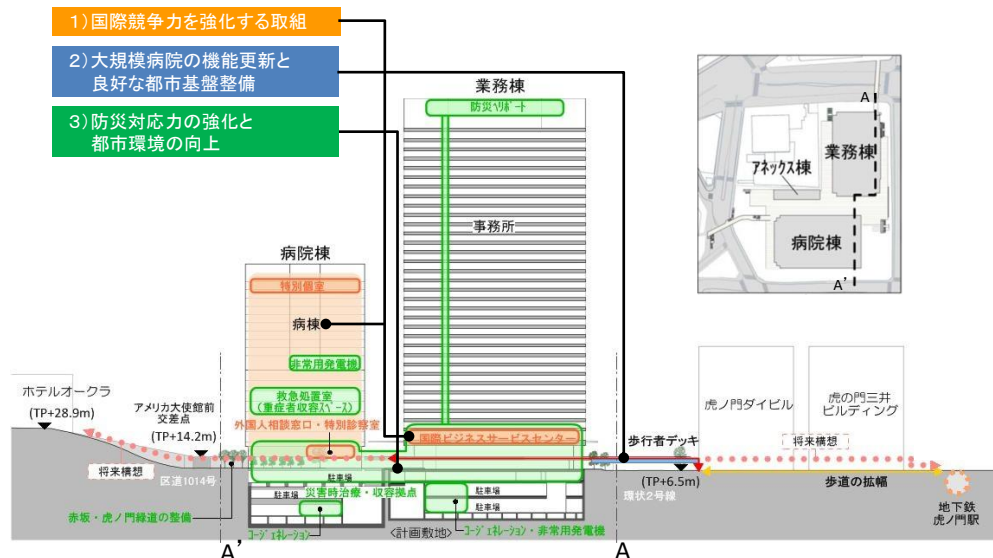 1)国際競争力を強化する取組
2)大規模病院の機能更新と
良好な都市基盤整備
3)防災対応力の強化と
都市環境の向上
業務棟
防災ヘリポート
事務所
病院棟
特別個室
病棟
非常用発電機
救急処置室
(重症者収容スペース)
外国人相談窓口・特別診察室
国際ビジネスサービスセンター
ホテルオークラ
(TP+28.9m)
アメリカ大使館前
交差点
(TP+14.2m)
将来構想
区道1014号
赤坂・虎ノ門緑道の整備
駐車場
駐車場
災害時治療・収容拠点
駐車場
駐車場
コージェネレーション
<計画敷地>
コージェネレーション・非常用発電機
A'
A
歩行者デッキ
(TP+6.5m)
環状2号線
虎ノ門ダイビル
虎の門三井
ビルディング
将来構想
歩道の拡幅
地下鉄
虎ノ門駅
A
業務棟
アネックス棟
病院棟
A'